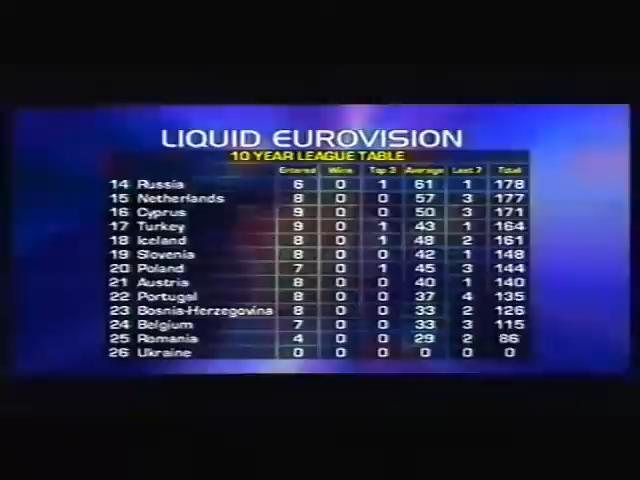 LIQUID EUROVISION
10 YEAR LEAGUE TABLE
Entered Wins Top 3 Average Last 7 Total
14 Russia 6 0 1 61 1 178
15 Netherlands 8 0 0 57 3 177
16 Cyprus 9 0 0 50 3 171
17 Turkey 9 0 1 43 1 164
18 Iceland 8 0 1 48 2 161
19 Slovenia 8 0 0 42 1 148
20 Poland 7 0 1 45 3 144
21 Austria 8 0 0 40 1 140
22 Portugal 8 0 0 37 4 135
23 Bosnia-Herzegovina 8 0 0 33 2 126
24 Belgium 7 0 0 33 3 115
25 Romania 4 0 0 29 2 86
26 Ukraine 0 0 0 0 0 0